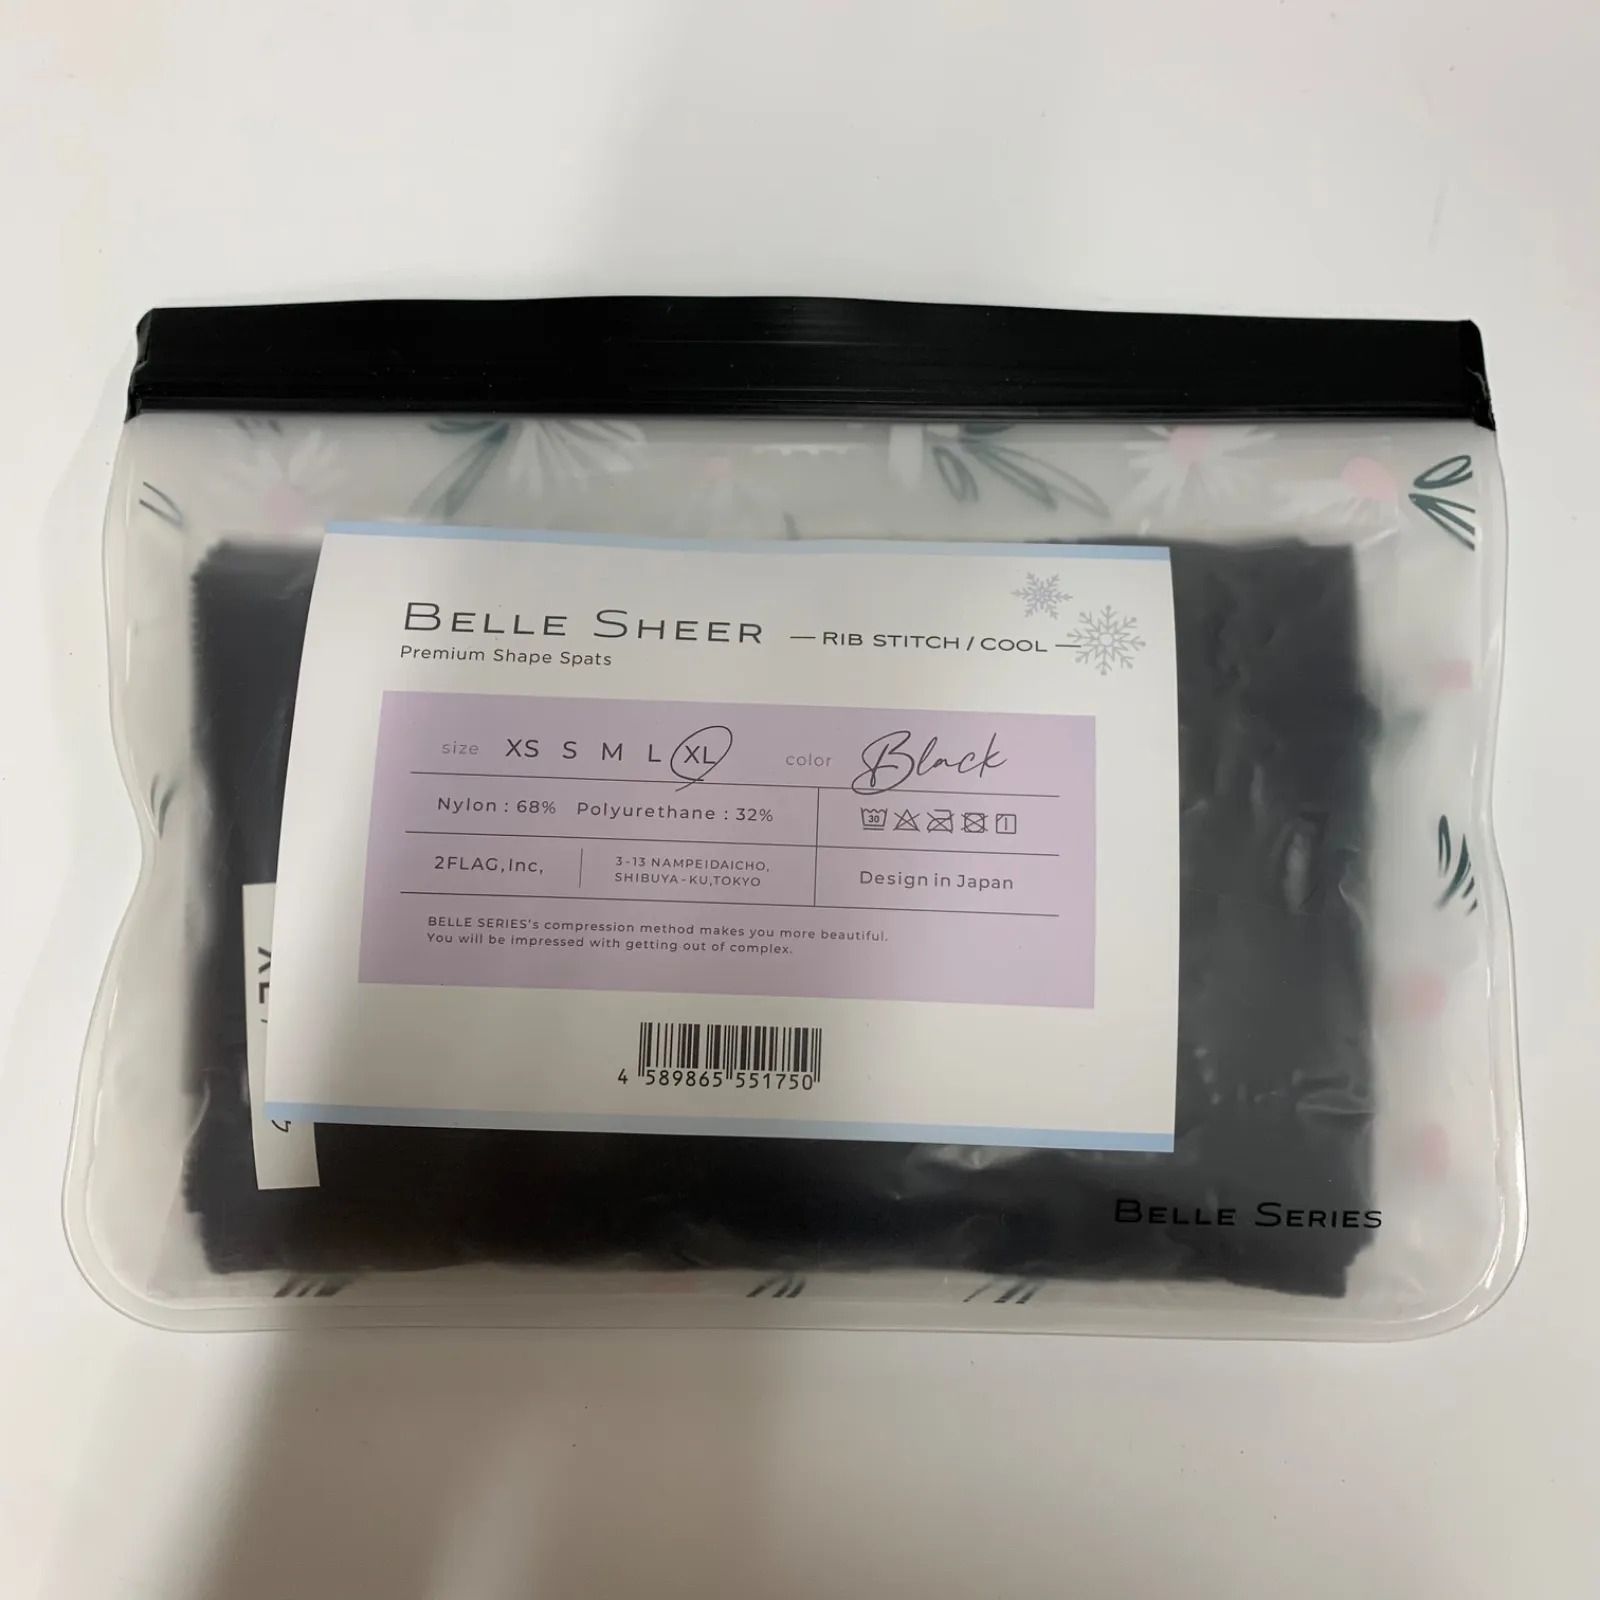 BELLE SHEER —RIB STITCH/COOL—
Premium Shape Spats
size XS S M L XL color Black
Nylon : 68% Polyurethane : 32%
30
2FLAG,Inc,
3-13 NAMPEIDAICHO,
SHIBUYA-KU,TOKYO
Design in Japan
BELLE SERIES's compression method makes you more beautiful.
You will be impressed with getting out of complex.
4 589865 551750
BELLE SERIES